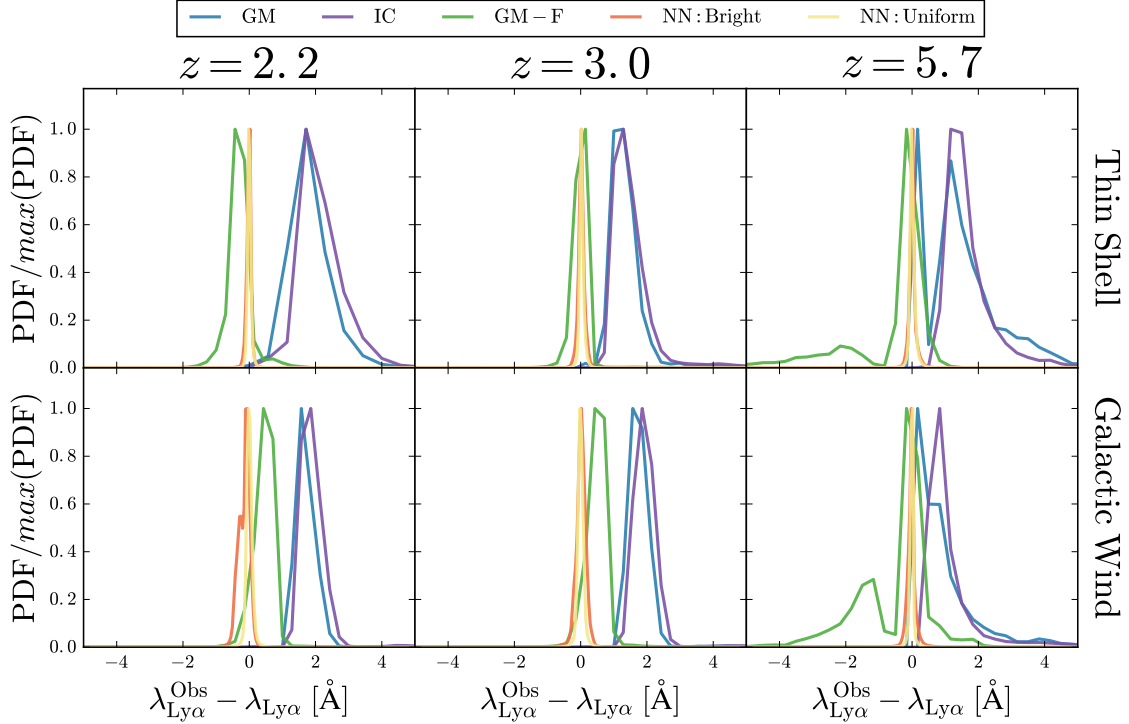 GM IC GM − F NN : Bright NN : Uniform
z = 2.2 z = 3.0 z = 5.7
PDF/max(PDF)
1.0
0.8
0.6
0.4
0.2
0.0
Thin Shell
PDF/max(PDF)
1.0
0.8
0.6
0.4
0.2
0.0
Galactic Wind
−4 −2 0 2 4 −4 −2 0 2 4 −4 −2 0 2 4
λ^Obs_Lyα − λ_Lyα [Å] λ^Obs_Lyα − λ_Lyα [Å] λ^Obs_Lyα − λ_Lyα [Å]